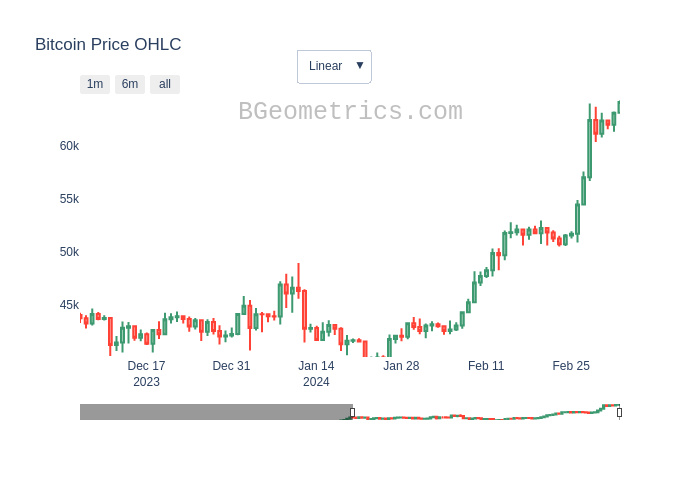 Bitcoin Price OHLC
Linear ▼
1m 6m all
BGeometrics.com
60k
55k
50k
45k
Dec 17 Dec 31 Jan 14 Jan 28 Feb 11 Feb 25
2023 2024